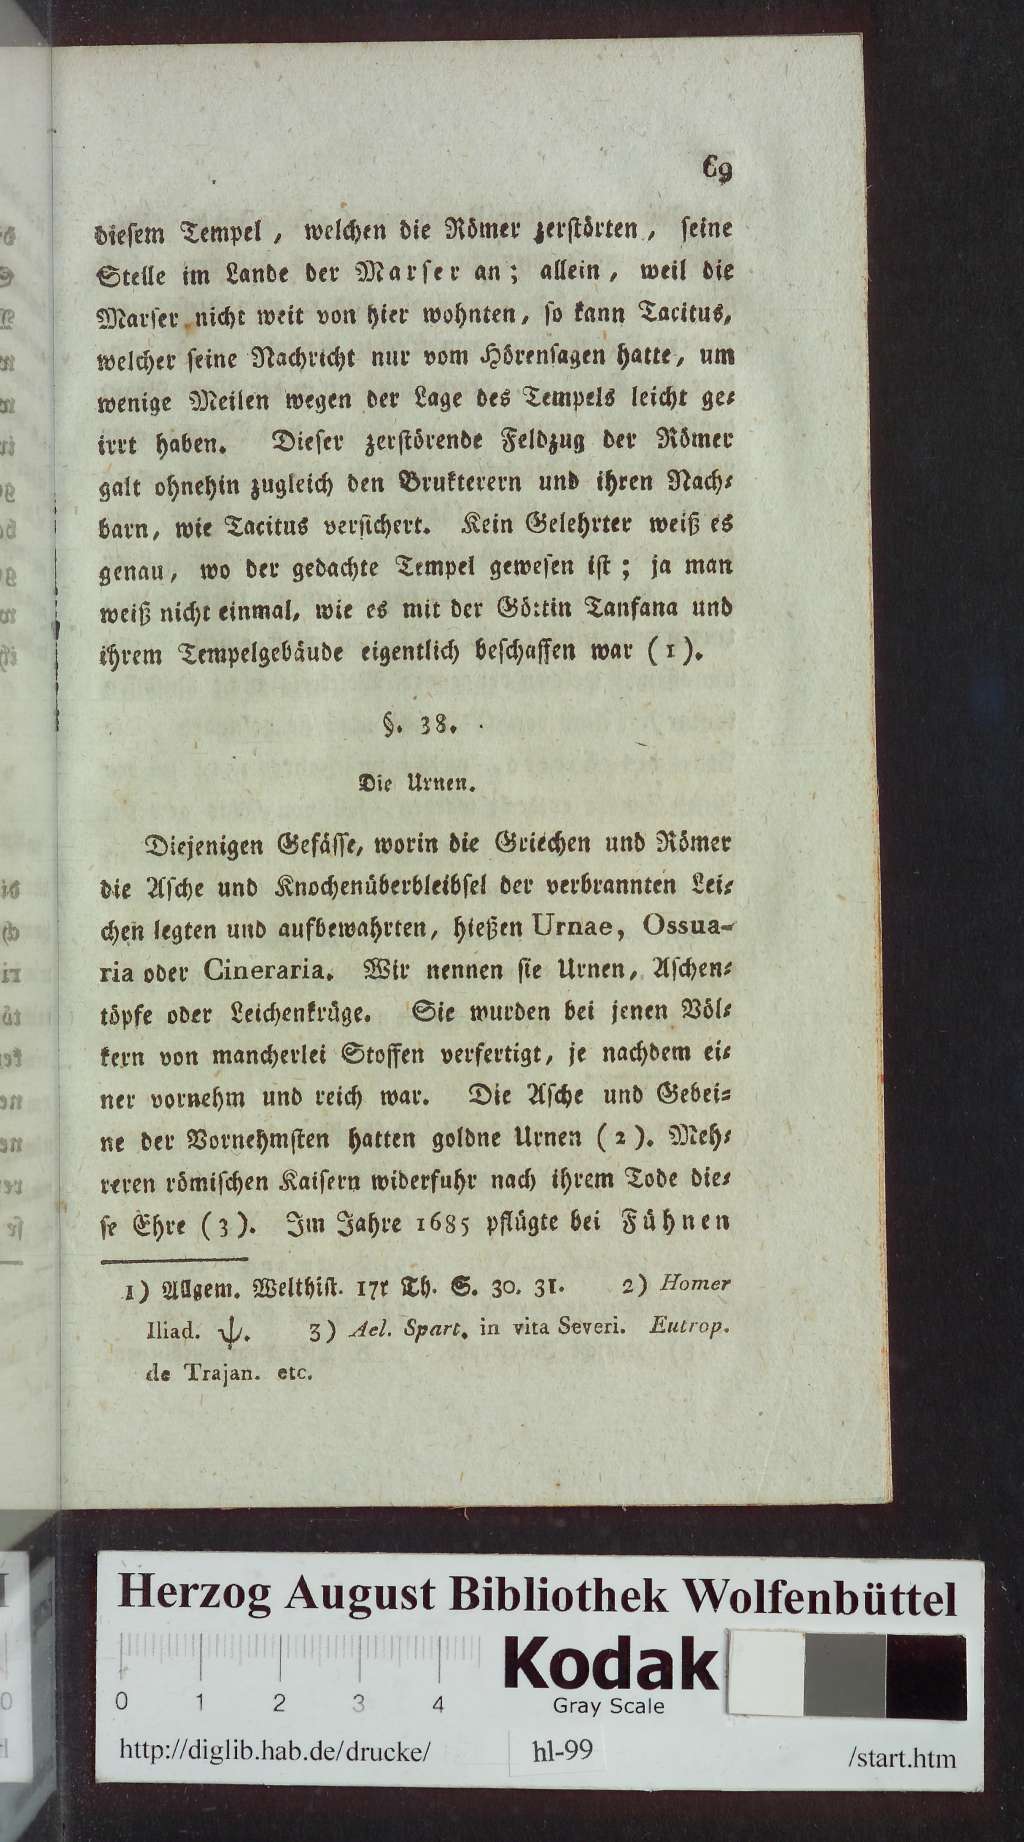 69
diesem Tempel, welchen die Römer zerstörten, seine
Stelle im Lande der Marser an; allein, weil die
Marser nicht weit von hier wohnten, so kann Tacitus,
welcher seine Nachricht nur vom Hörensagen hatte, um
wenige Meilen wegen der Lage des Tempels leicht ge-
irrt haben. Dieser zerstörende Feldzug der Römer
galt ohnehin zugleich den Brukterern und ihren Nach-
barn, wie Tacitus versichert. Kein Gelehrter weiß es
genau, wo der gedachte Tempel gewesen ist; ja man
weiß nicht einmal, wie es mit der Göttin Tanfana und
ihrem Tempelgebäude eigentlich beschaffen war (1).
§. 38.
Die Urnen.
Diejenigen Gefässe, worin die Griechen und Römer
die Asche und Knochenüberbleibsel der verbrannten Lei-
chen legten und aufbewahrten, hießen Urnae, Ossua-
ria oder Cineraria. Wir nennen sie Urnen, Aschen-
töpfe oder Leichenkrüge. Sie wurden bei jenen Völ-
kern von mancherlei Stoffen verfertigt, je nachdem ei-
ner vornehm und reich war. Die Asche und Gebei-
ne der Vornehmsten hatten goldne Urnen (2). Meh-
reren römischen Kaisern widerfuhr nach ihrem Tode die-
se Ehre (3). Im Jahre 1685 pflügte bei Fühnen
1) Allgem. Welthist. 17r Th. S. 30. 31. 2) Homer
Iliad. ψ. 3) Ael. Spart. in vita Severi. Eutrop.
de Trajan. etc.
Herzog August Bibliothek Wolfenbüttel
Kodak
Gray Scale
0 1 2 3 4
http://diglib.hab.de/drucke/ hl-99 /start.htm